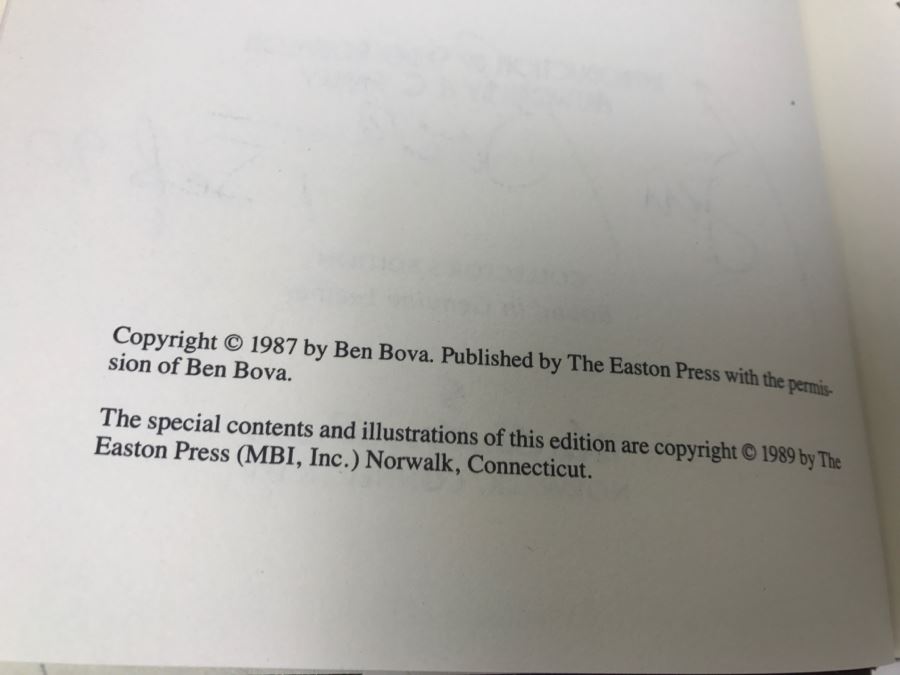 Copyright © 1987 by Ben Bova. Published by The Easton Press with the permis-
sion of Ben Bova.
The special contents and illustrations of this edition are copyright © 1989 by The
Easton Press (MBI, Inc.) Norwalk, Connecticut.